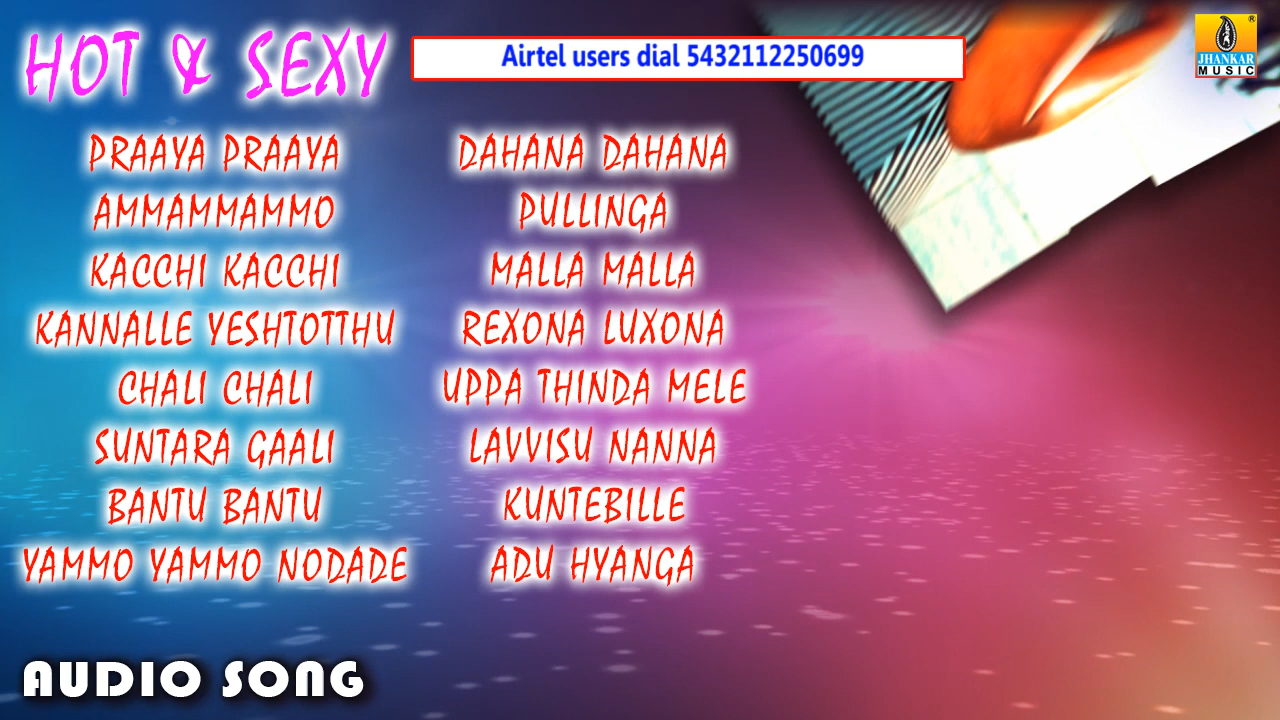 HOT & SEXY
Airtel users dial 5432112250699
JHANKAR
MUSIC
®
PRAAYA PRAAYA
AMMAMMAMMO
KACCHI KACCHI
KANNALLE YESHTOTTHU
CHALI CHALI
SUNTARA GAALI
BANTU BANTU
YAMMO YAMMO NODADE
DAHANA DAHANA
PULLINGA
MALLA MALLA
REXONA LUXONA
UPPA THINDA MELE
LAVVISU NANNA
KUNTEBILLE
ADU HYANGA
AUDIO SONG